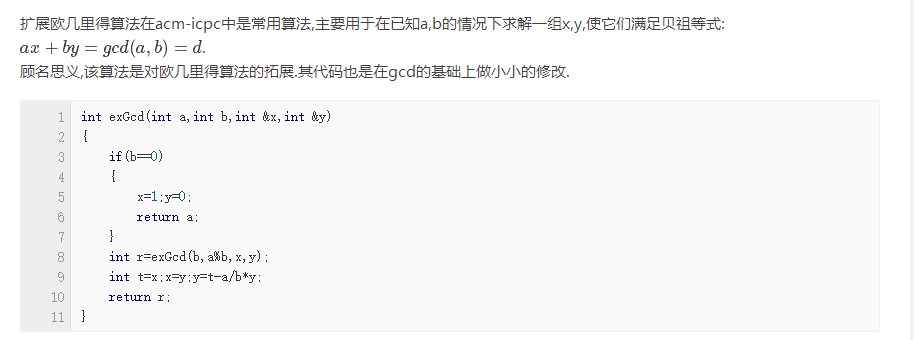 扩展欧几里得算法在acm-icpc中是常用算法,主要用于在已知a,b的情况下求解一组x,y,使它们满足贝祖等式:
ax + by = gcd(a, b) = d.
顾名思义,该算法是对欧几里得算法的拓展.其代码也是在gcd的基础上做小小的修改.
1 int exGcd(int a,int b,int &x,int &y)
2 {
3     if(b==0)
4     {
5         x=1;y=0;
6         return a;
7     }
8     int r=exGcd(b,a%b,x,y);
9     int t=x;x=y;y=t-a/b*y;
10     return r;
11 }